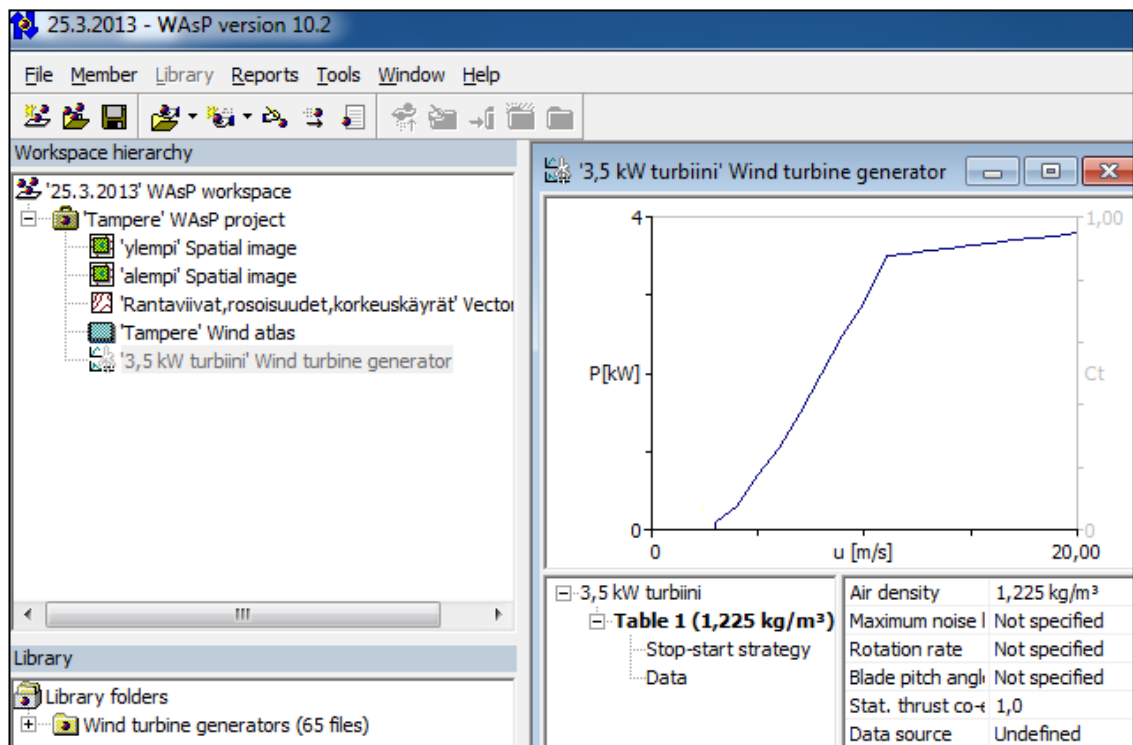 25.3.2013 - WAsP version 10.2
File Member Library Reports Tools Window Help
Workspace hierarchy
'25.3.2013' WAsP workspace
'Tampere' WAsP project
'ylempi' Spatial image
'alempi' Spatial image
'Rantaviivat,rosoisuudet,korkeuskäyrät' Vector
'Tampere' Wind atlas
'3,5 kW turbiini' Wind turbine generator
Library
Library folders
Wind turbine generators (65 files)
'3,5 kW turbiini' Wind turbine generator
4
1,00
P[kW]
Ct
0
0
0
u [m/s]
20,00
3,5 kW turbiini
Table 1 (1,225 kg/m³)
Stop-start strategy
Data
Air density 1,225 kg/m³
Maximum noise l Not specified
Rotation rate Not specified
Blade pitch angl Not specified
Stat. thrust co-e 1,0
Data source Undefined